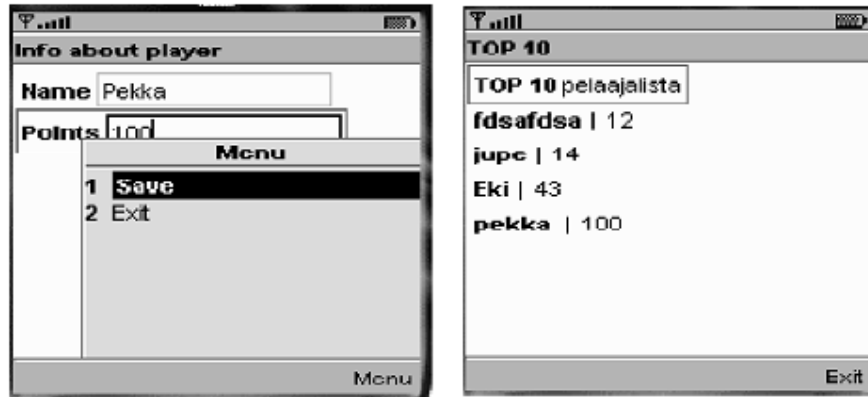 Info about player
Name Pekka
Points 100
Menu
1 Save
2 Exit
Menu
TOP 10
TOP 10 pelaajalista
fdsafdsa | 12
jupe | 14
Eki | 43
pekka | 100
Exit